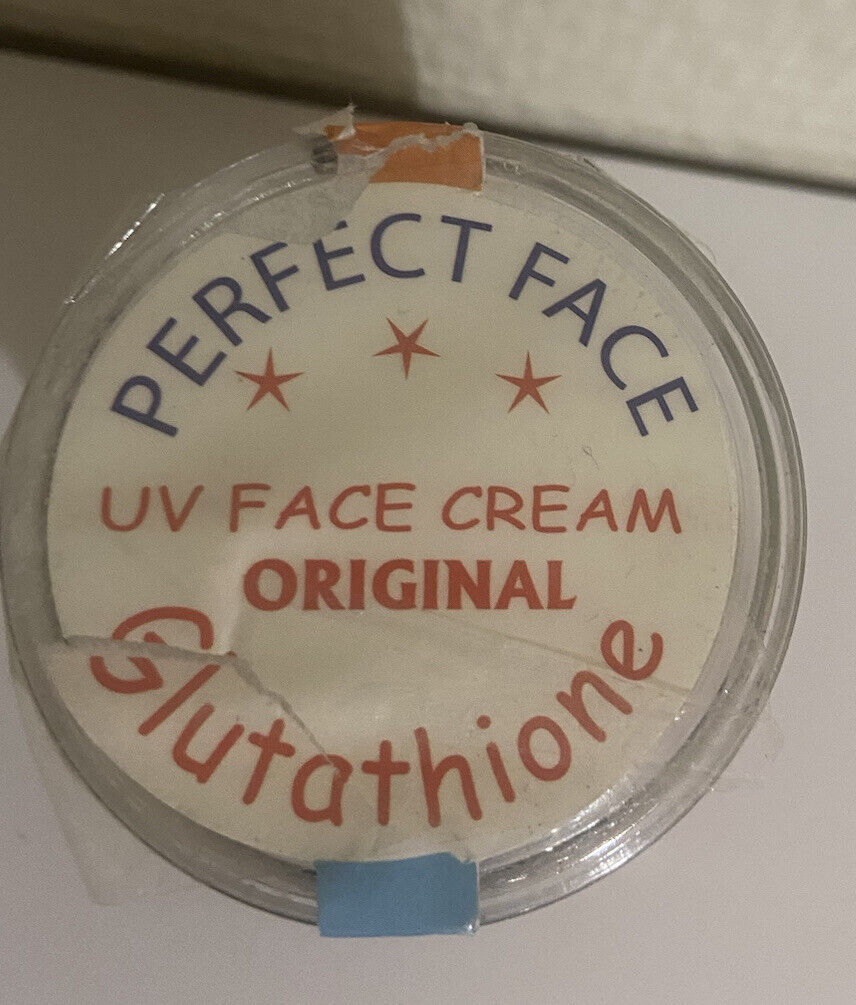 PERFECT FACE
UV FACE CREAM
ORIGINAL
Glutathione